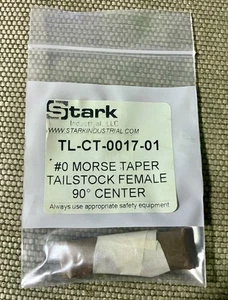 Stark
Industrial, LLC
WWW.STARKINDUSTRIAL.COM
TL-CT-0017-01
#0 MORSE TAPER
TAILSTOCK FEMALE
90° CENTER
Always use appropriate safety equipment